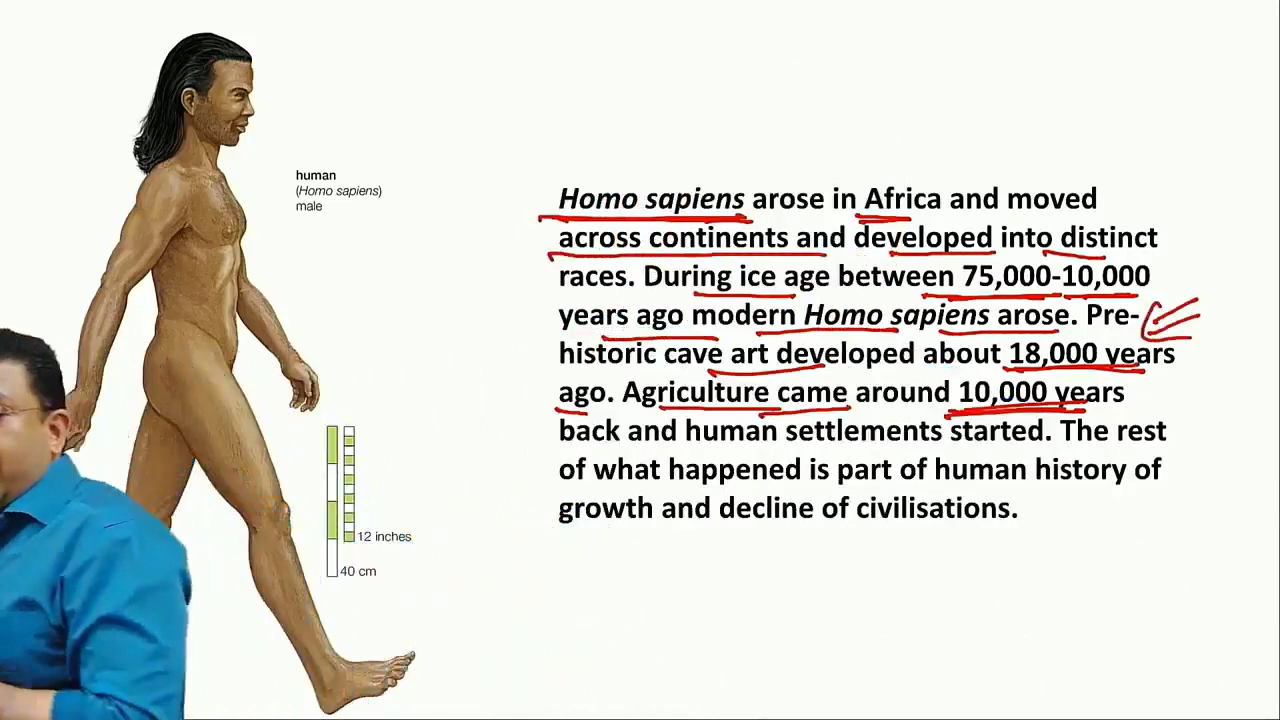 human
(Homo sapiens)
male
12 inches
40 cm
Homo sapiens arose in Africa and moved
across continents and developed into distinct
races. During ice age between 75,000-10,000
years ago modern Homo sapiens arose. Pre-
historic cave art developed about 18,000 years
ago. Agriculture came around 10,000 years
back and human settlements started. The rest
of what happened is part of human history of
growth and decline of civilisations.